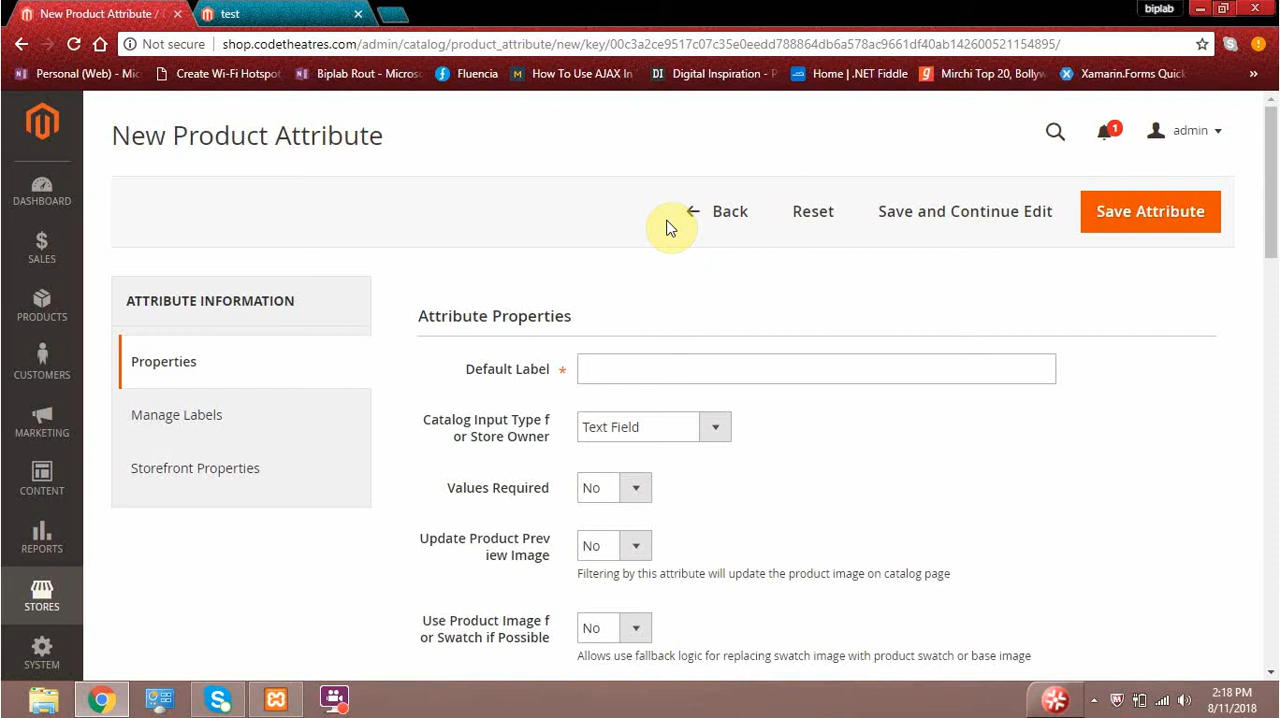 New Product Attribute / (
test
biplab
Not secure
shop.codetheatres.com/admin/catalog/product_attribute/new/key/00c3a2ce9517c07c35e0eedd788864db6a578ac9661df40ab142600521154895/
Personal (Web) - Mic
Create Wi-Fi Hotspot
Biplab Rout - Micros
Fluencia
How To Use AJAX In
Digital Inspiration - P
Home | .NET Fiddle
Mirchi Top 20, Bollyw
Xamarin.Forms Quick
»
New Product Attribute
1
admin
DASHBOARD
SALES
PRODUCTS
CUSTOMERS
MARKETING
CONTENT
REPORTS
STORES
SYSTEM
Back
Reset
Save and Continue Edit
Save Attribute
ATTRIBUTE INFORMATION
Properties
Manage Labels
Storefront Properties
Attribute Properties
Default Label *
Catalog Input Type f
or Store Owner
Text Field
Values Required
No
Update Product Prev
iew Image
No
Filtering by this attribute will update the product image on catalog page
Use Product Image f
or Swatch if Possible
No
Allows use fallback logic for replacing swatch image with product swatch or base image
2:18 PM
8/11/2018